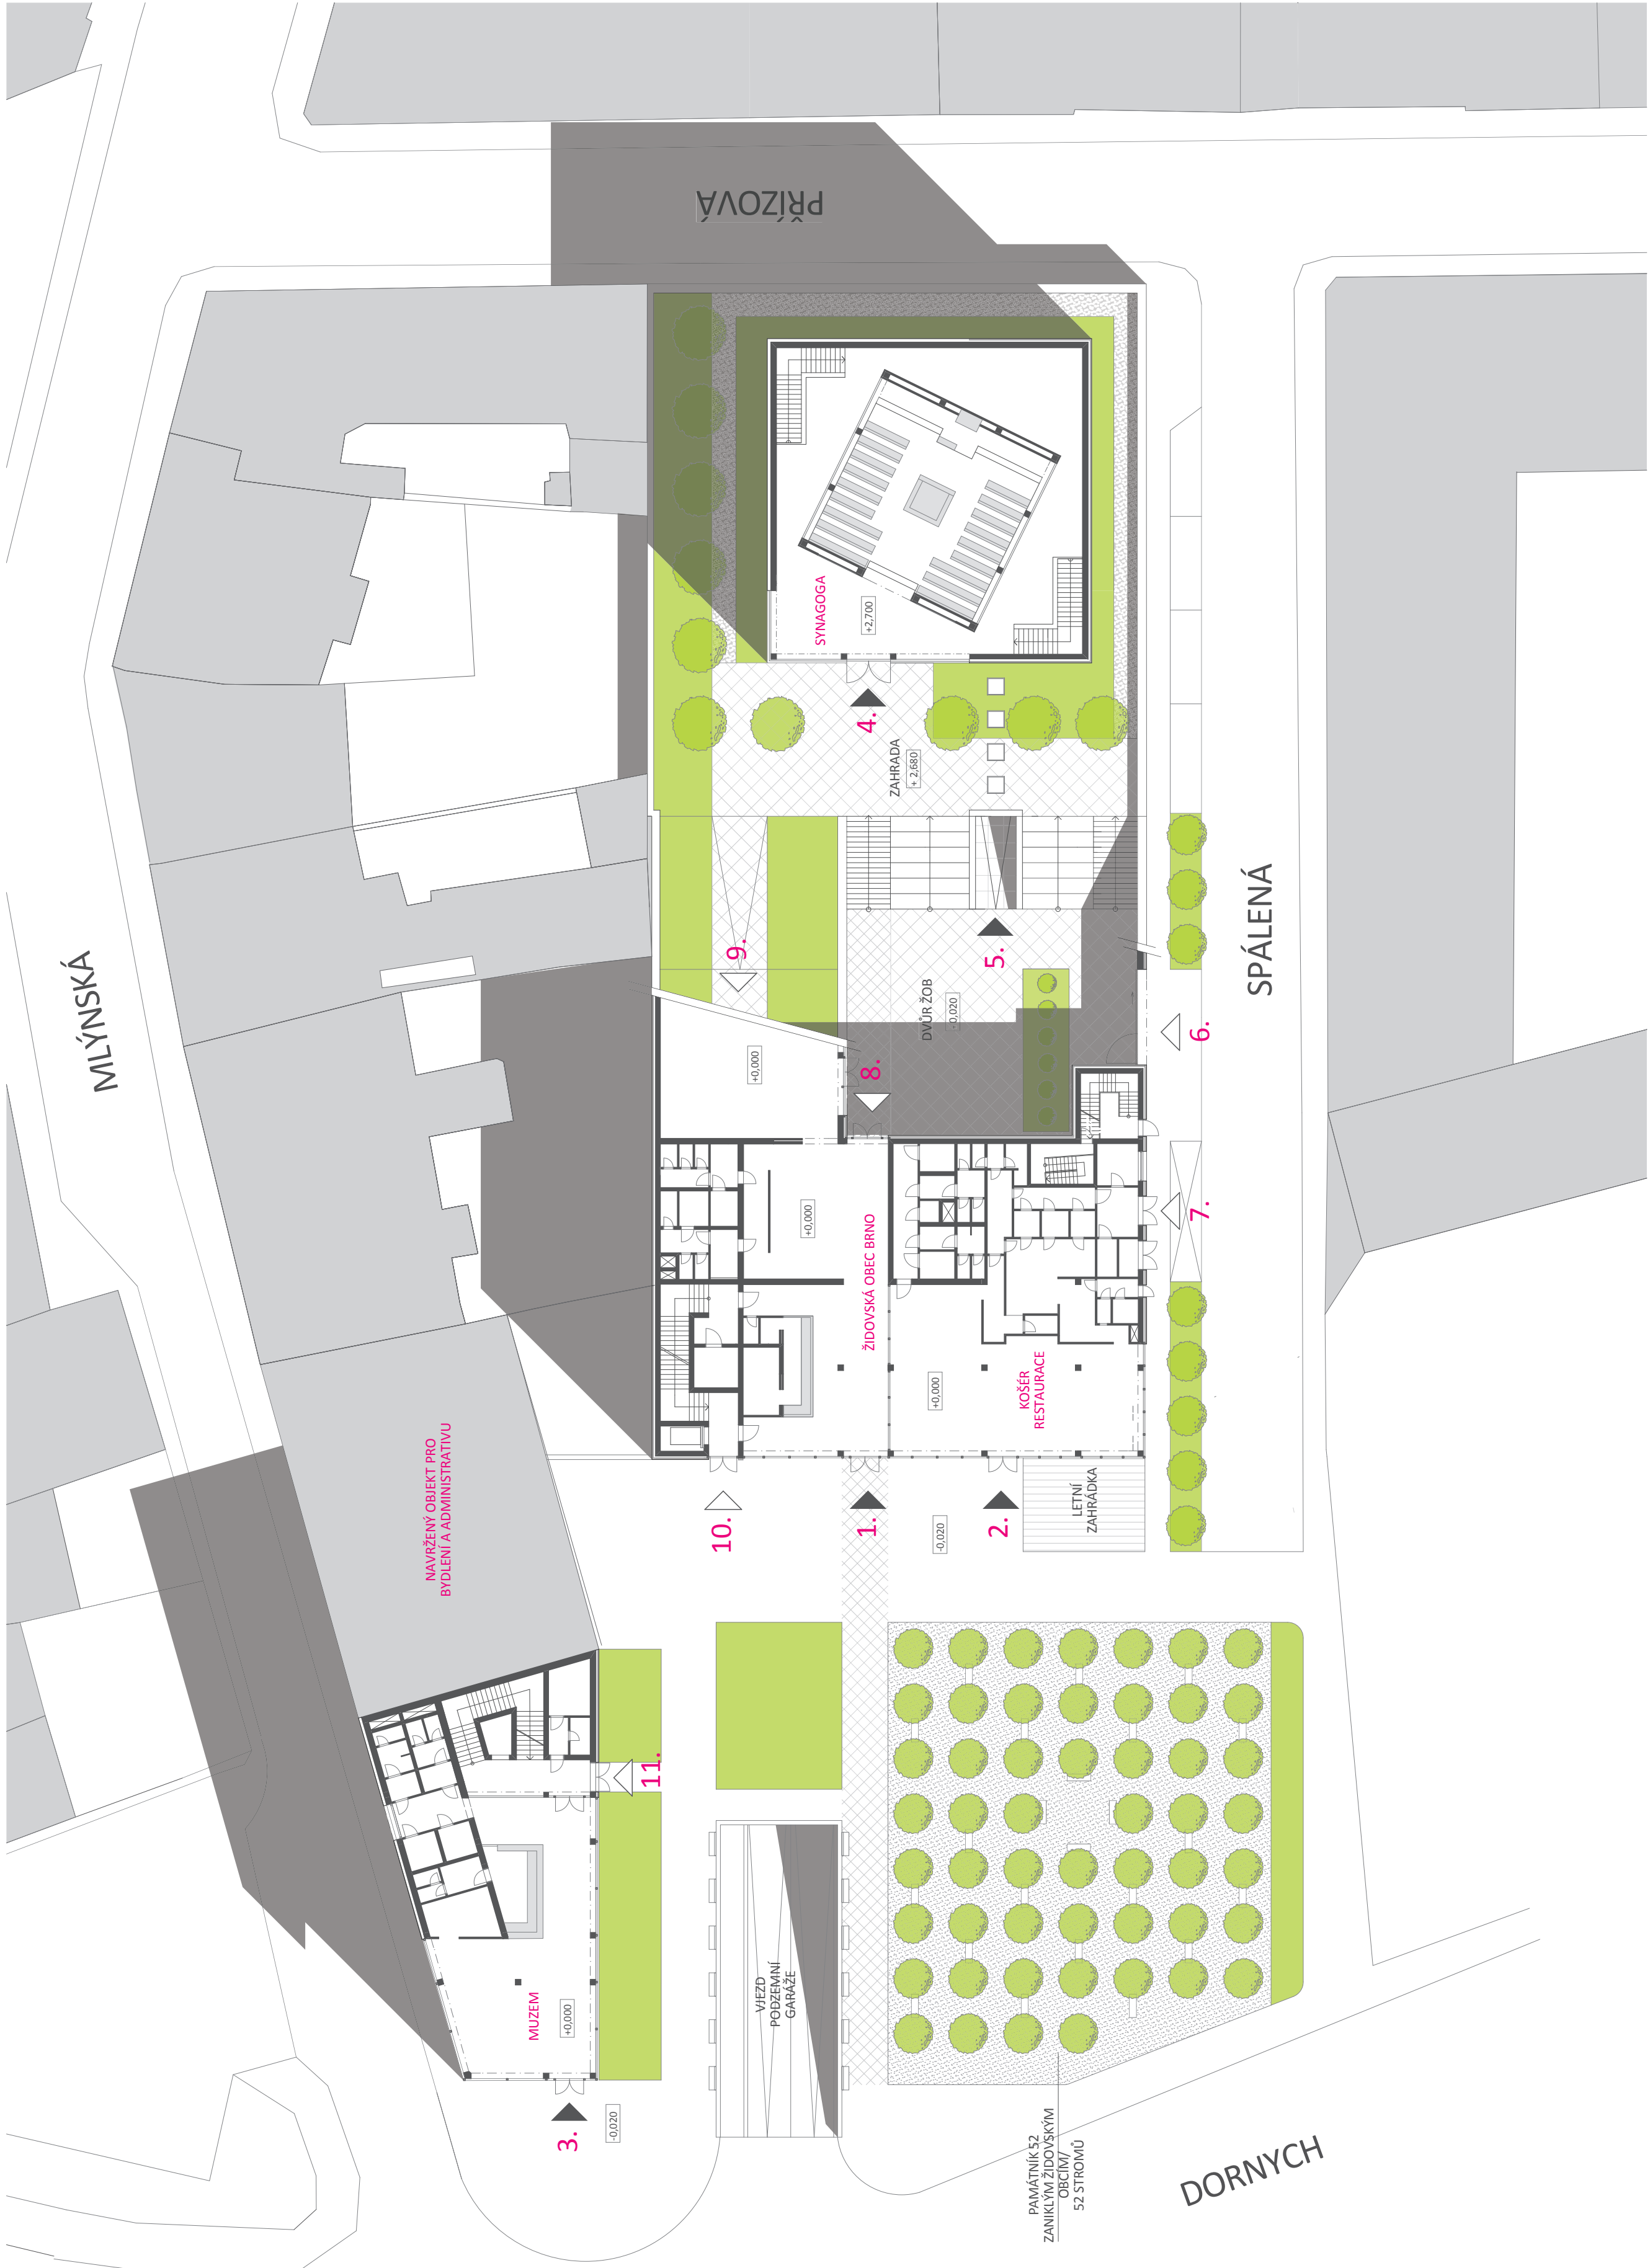 PŘÍZOVÁ
SYNAGOGA
+2,700
4.
ZAHRADA
+ 2,680
MLÝNSKÁ
SPÁLENÁ
9.
5.
DVŮR ŽOB
-0,020
6.
+0,000
8.
7.
+0,000
ŽIDOVSKÁ OBEC BRNO
+0,000
KOŠÉR
RESTAURACE
NAVRŽENÝ OBJEKT PRO
BYDLENÍ A ADMINISTRATIVU
LETNÍ
ZAHRÁDKA
10.
1.
2.
-0,020
11.
MUZEM
+0,000
VJEZD
PODZEMNÍ
GARÁŽE
3.
-0,020
PAMÁTNÍK 52
ZANIKLÝM ŽIDOVSKÝM
OBCÍM/
52 STROMŮ
DORNYCH